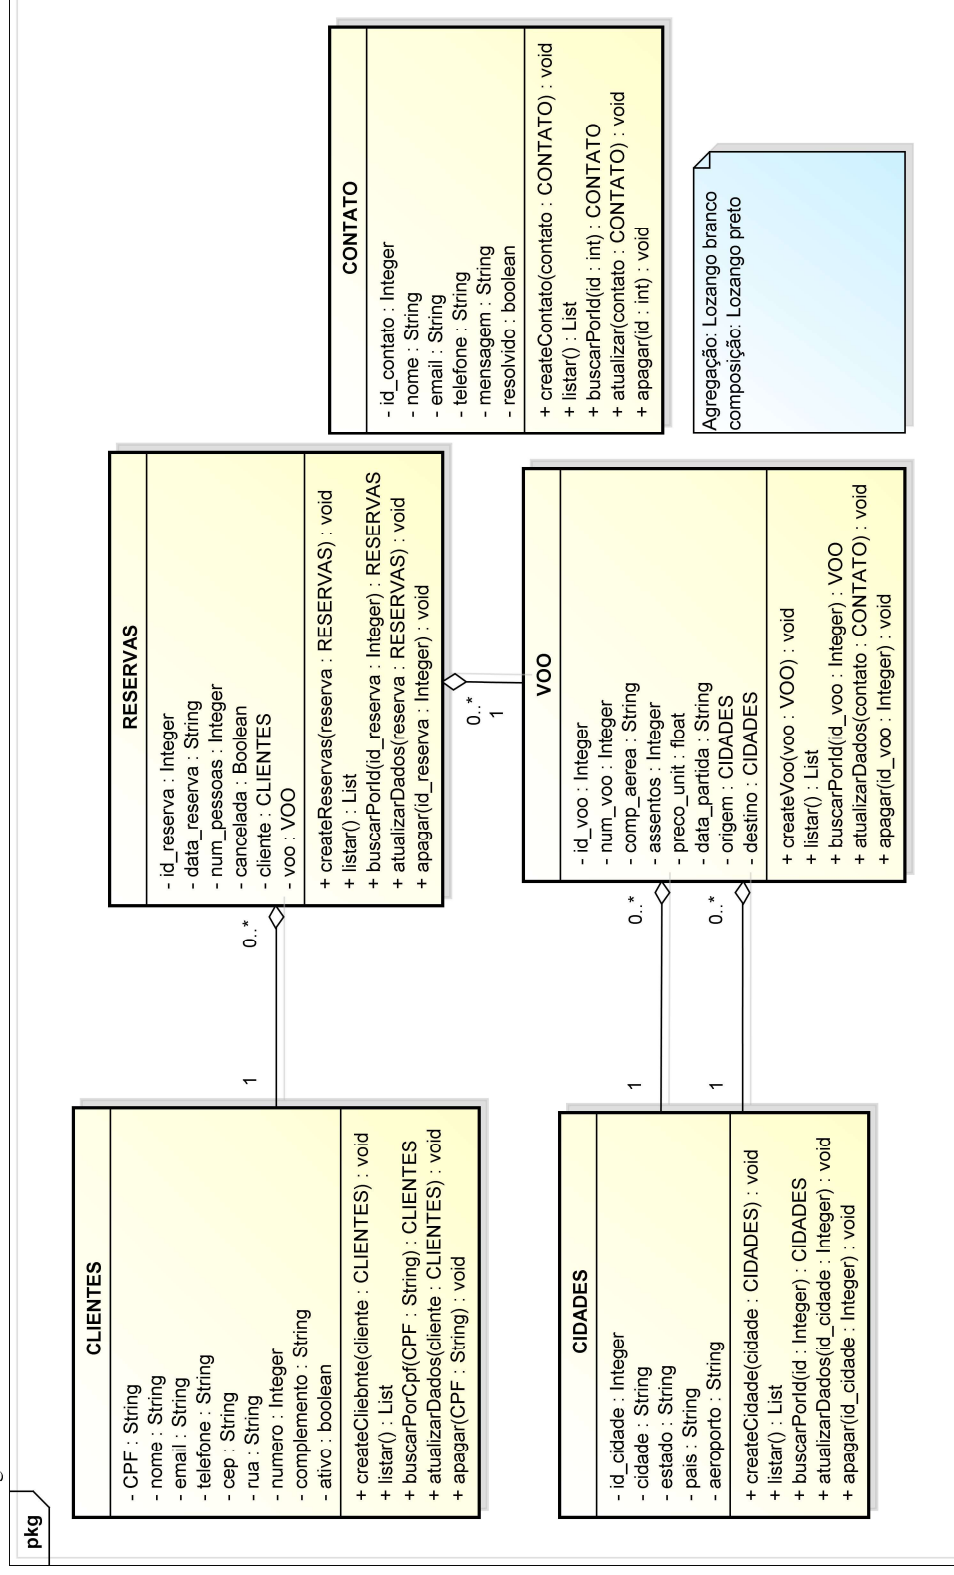 pkg
CLIENTES
- CPF : String
- nome : String
- email : String
- telefone : String
- cep : String
- rua : String
- numero : Integer
- complemento : String
- ativo : boolean
+ createCliebnte(cliente : CLIENTES) : void
+ listar() : List
+ buscarPorCpf(CPF : String) : CLIENTES
+ atualizarDados(cliente : CLIENTES) : void
+ apagar(CPF : String) : void
1
0..*
RESERVAS
- id_reserva : Integer
- data_reserva : String
- num_pessoas : Integer
- cancelada : Boolean
- cliente : CLIENTES
- voo : VOO
+ createReservas(reserva : RESERVAS) : void
+ listar() : List
+ buscarPorId(id_reserva : Integer) : RESERVAS
+ atualizarDados(reserva : RESERVAS) : void
+ apagar(id_reserva : Integer) : void
0..*
1
CONTATO
- id_contato : Integer
- nome : String
- email : String
- telefone : String
- mensagem : String
- resolvido : boolean
+ createContato(contato : CONTATO) : void
+ listar() : List
+ buscarPorId(id : int) : CONTATO
+ atualizar(contato : CONTATO) : void
+ apagar(id : int) : void
CIDADES
- id_cidade : Integer
- cidade : String
- estado : String
- pais : String
- aeroporto : String
+ createCidade(cidade : CIDADES) : void
+ listar() : List
+ buscarPorId(id : Integer) : CIDADES
+ atualizarDados(id_cidade : Integer) : void
+ apagar(id_cidade : Integer) : void
1
0..*
1
0..*
VOO
- id_voo : Integer
- num_voo : Integer
- comp_aerea : String
- assentos : Integer
- preco_unit : float
- data_partida : String
- origem : CIDADES
- destino : CIDADES
+ createVoo(voo : VOO) : void
+ listar() : List
+ buscarPorId(id_voo : Integer) : VOO
+ atualizarDados(contato : CONTATO) : void
+ apagar(id_voo : Integer) : void
Agregação: Lozango branco
composição: Lozango preto